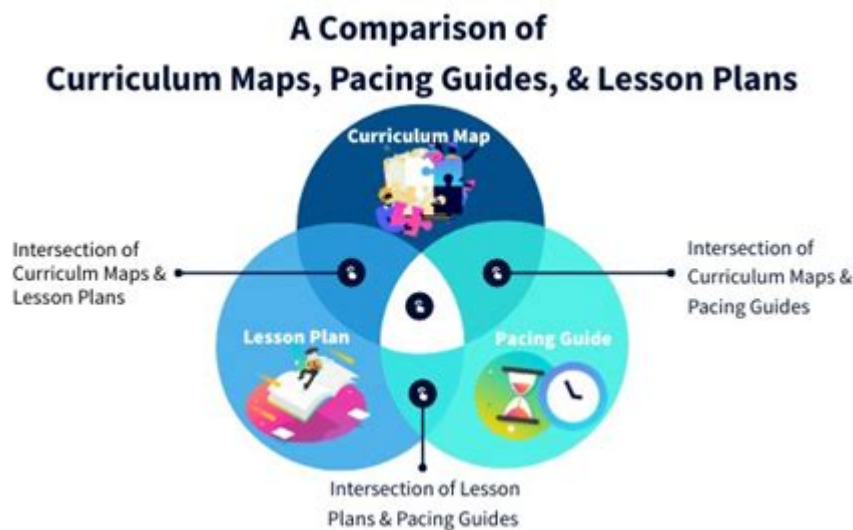 A Comparison of
Curriculum Maps, Pacing Guides, & Lesson Plans
Curriculum Map
Intersection of
Curriculm Maps &
Lesson Plans
Intersection of
Curriculum Maps &
Pacing Guides
Lesson Plan
Pacing Guide
Intersection of Lesson
Plans & Pacing Guides